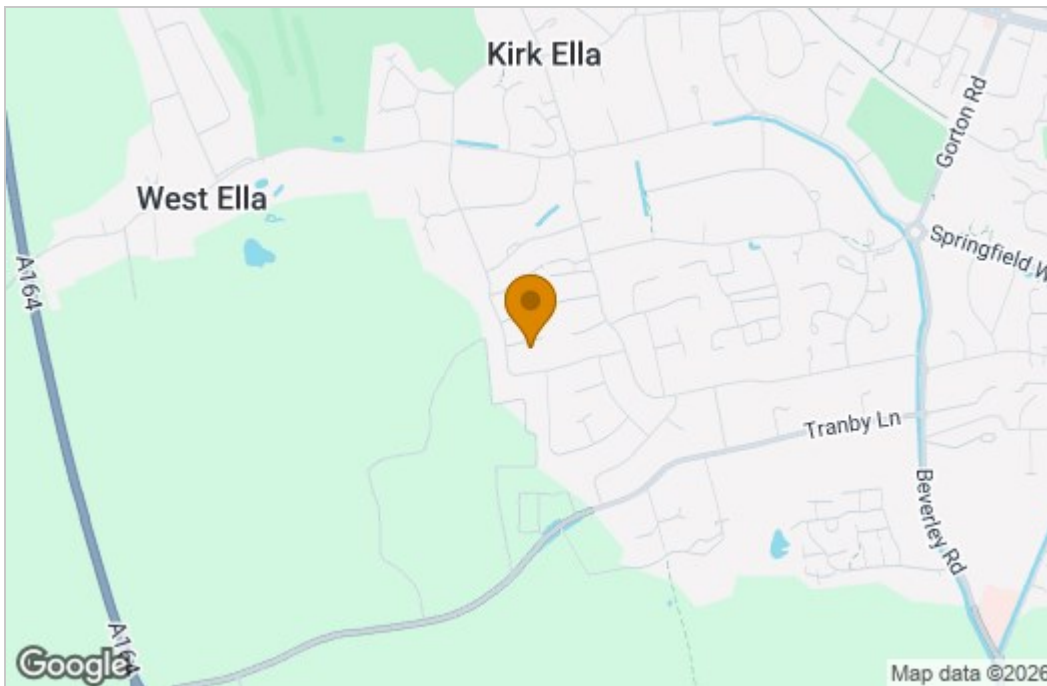 Kirk Ella
Gorton Rd
West Ella
Springfield W
A164
Tranby Ln
Beverley Rd
A164
Google
Map data ©2026